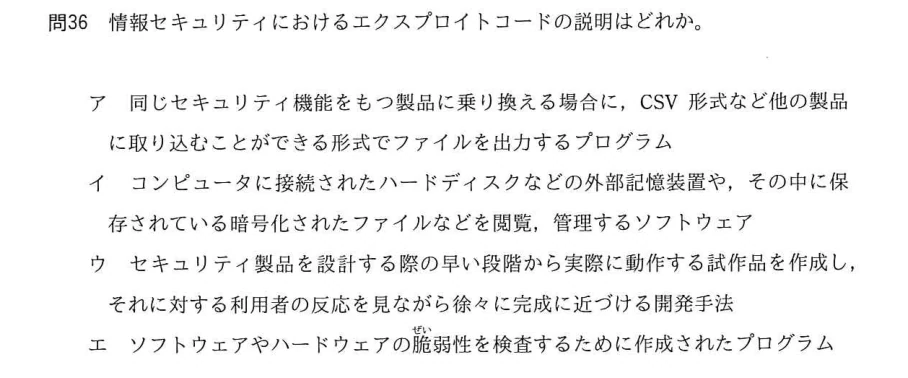 問36 情報セキュリティにおけるエクスプロイトコードの説明はどれか。
ア 同じセキュリティ機能をもつ製品に乗り換える場合に，CSV 形式など他の製品
に取り込むことができる形式でファイルを出力するプログラム
イ コンピュータに接続されたハードディスクなどの外部記憶装置や，その中に保
存されている暗号化されたファイルなどを閲覧，管理するソフトウェア
ウ セキュリティ製品を設計する際の早い段階から実際に動作する試作品を作成し，
それに対する利用者の反応を見ながら徐々に完成に近づける開発手法
ぜい
エ ソフトウェアやハードウェアの脆弱性を検査するために作成されたプログラム